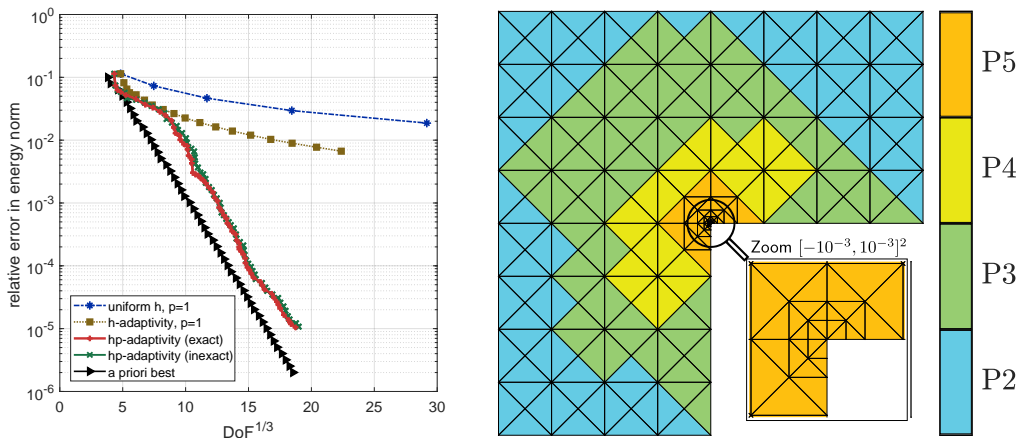 10^0
10^-1
10^-2
10^-3
10^-4
10^-5
10^-6
relative error in energy norm
uniform h, p=1
h-adaptivity, p=1
hp-adaptivity (exact)
hp-adaptivity (inexact)
a priori best
0 5 10 15 20 25 30
DoF^1/3
Zoom [−10^−3, 10^−3]^2
P5
P4
P3
P2